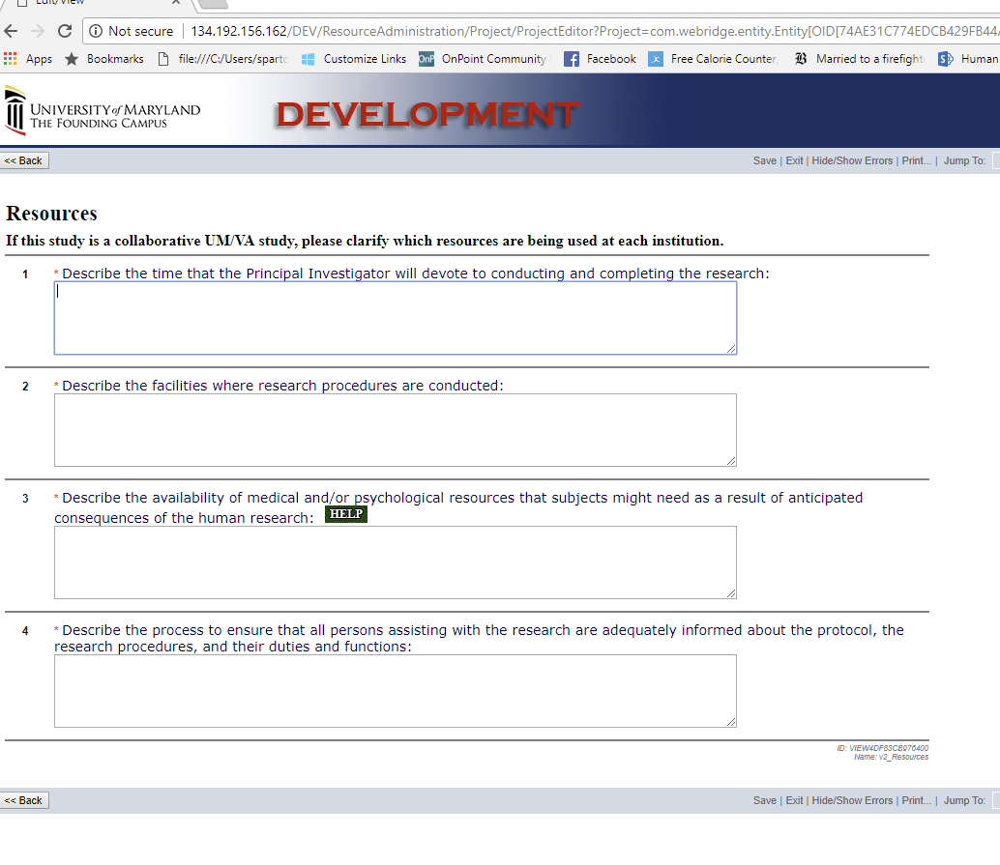 Edit/View
Not secure 134.192.156.162/DEV/ResourceAdministration/Project/ProjectEditor?Project=com.webridge.entity.Entity[OID[74AE31C774EDCB429FB44
Apps Bookmarks file:///C:/Users/spartc Customize Links OnP OnPoint Community Facebook Free Calorie Counter, Married to a firefight Human
UNIVERSITY of MARYLAND
THE FOUNDING CAMPUS
DEVELOPMENT
<< Back Save | Exit | Hide/Show Errors | Print... | Jump To:
Resources
If this study is a collaborative UM/VA study, please clarify which resources are being used at each institution.
1 * Describe the time that the Principal Investigator will devote to conducting and completing the research:
2 * Describe the facilities where research procedures are conducted:
3 * Describe the availability of medical and/or psychological resources that subjects might need as a result of anticipated
consequences of the human research: HELP
4 * Describe the process to ensure that all persons assisting with the research are adequately informed about the protocol, the
research procedures, and their duties and functions:
ID: VIEW4DF83CB976400
Name: v2_Resources
<< Back Save | Exit | Hide/Show Errors | Print... | Jump To: